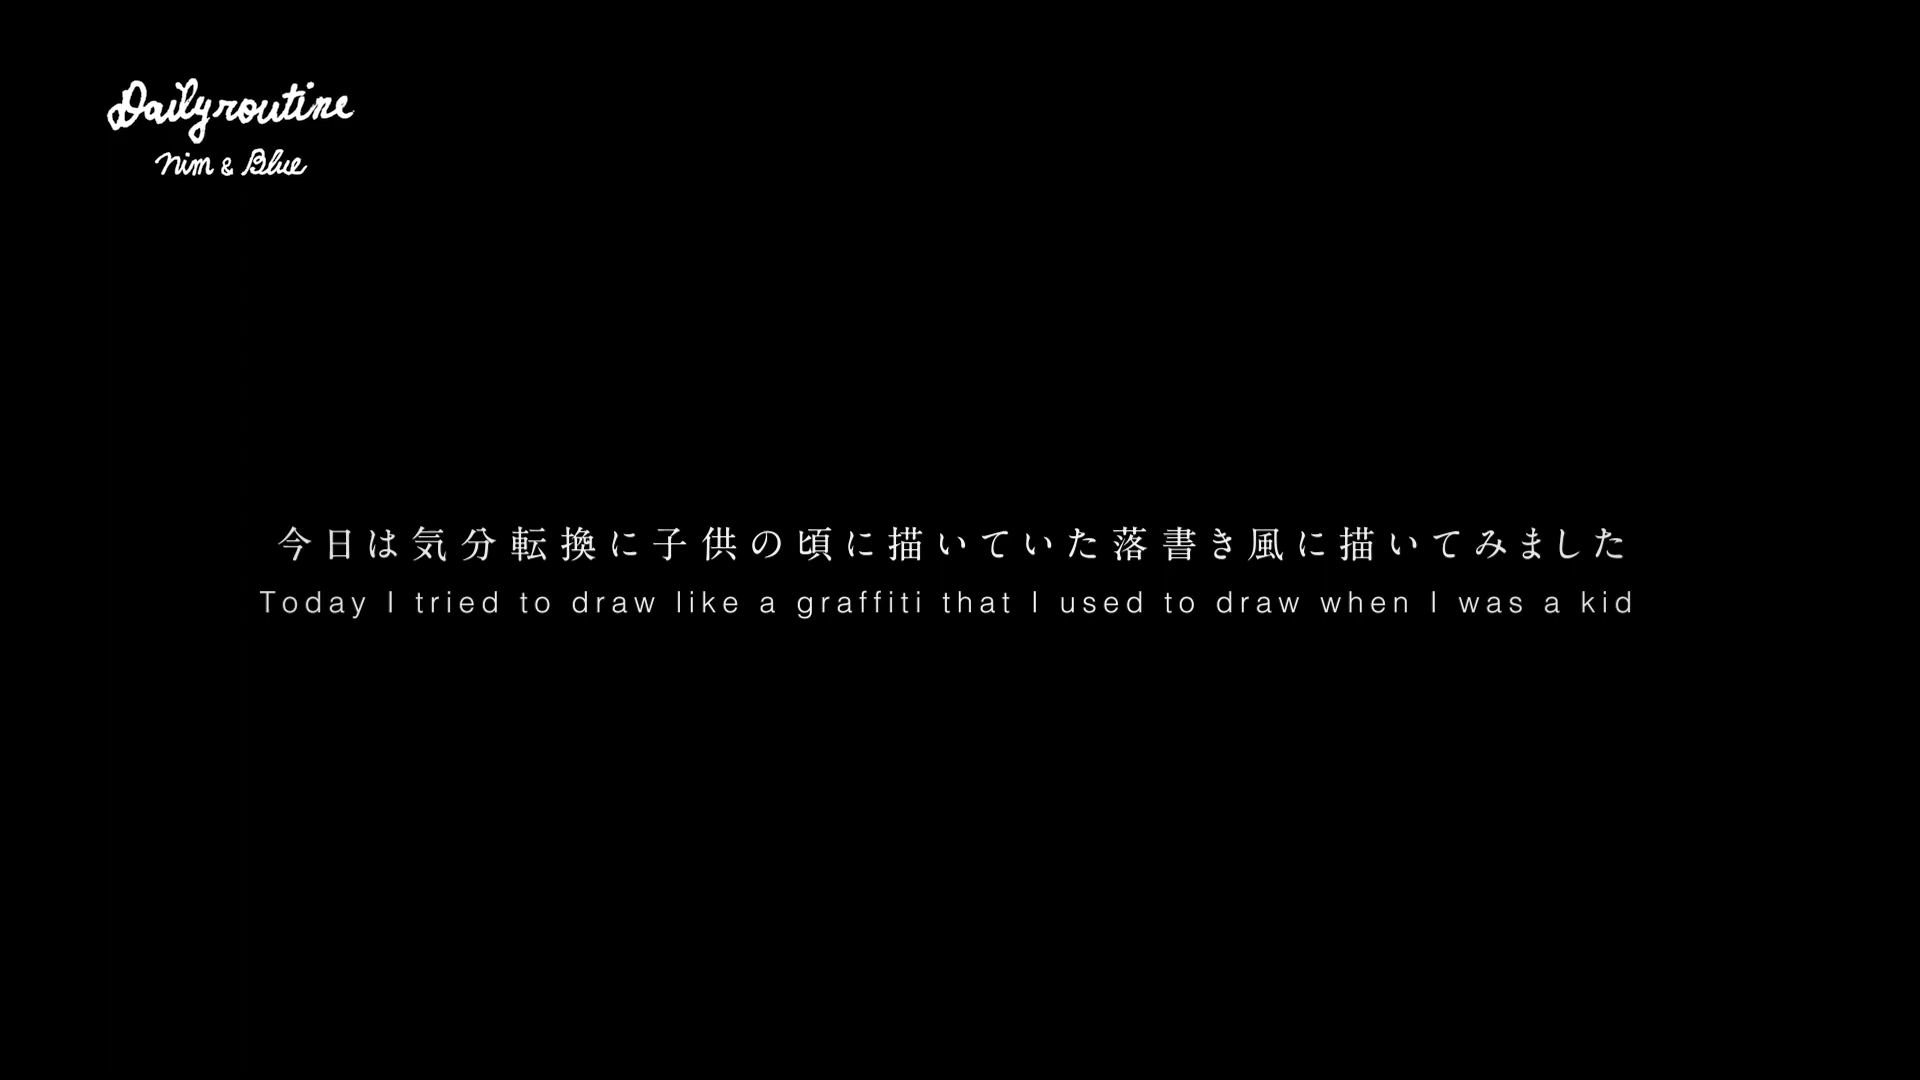 Dailyroutine
Nim & Blue
今日は気分転換に子供の頃に描いていた落書き風に描いてみました
Today I tried to draw like a graffiti that I used to draw when I was a kid